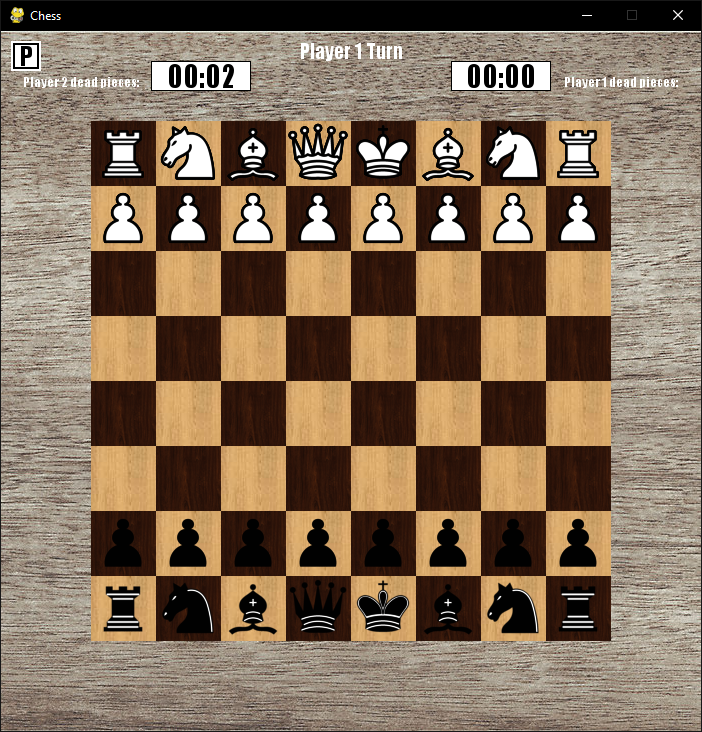 Chess
Player 1 Turn
P
00:02
00:00
Player 2 dead pieces:
Player 1 dead pieces: